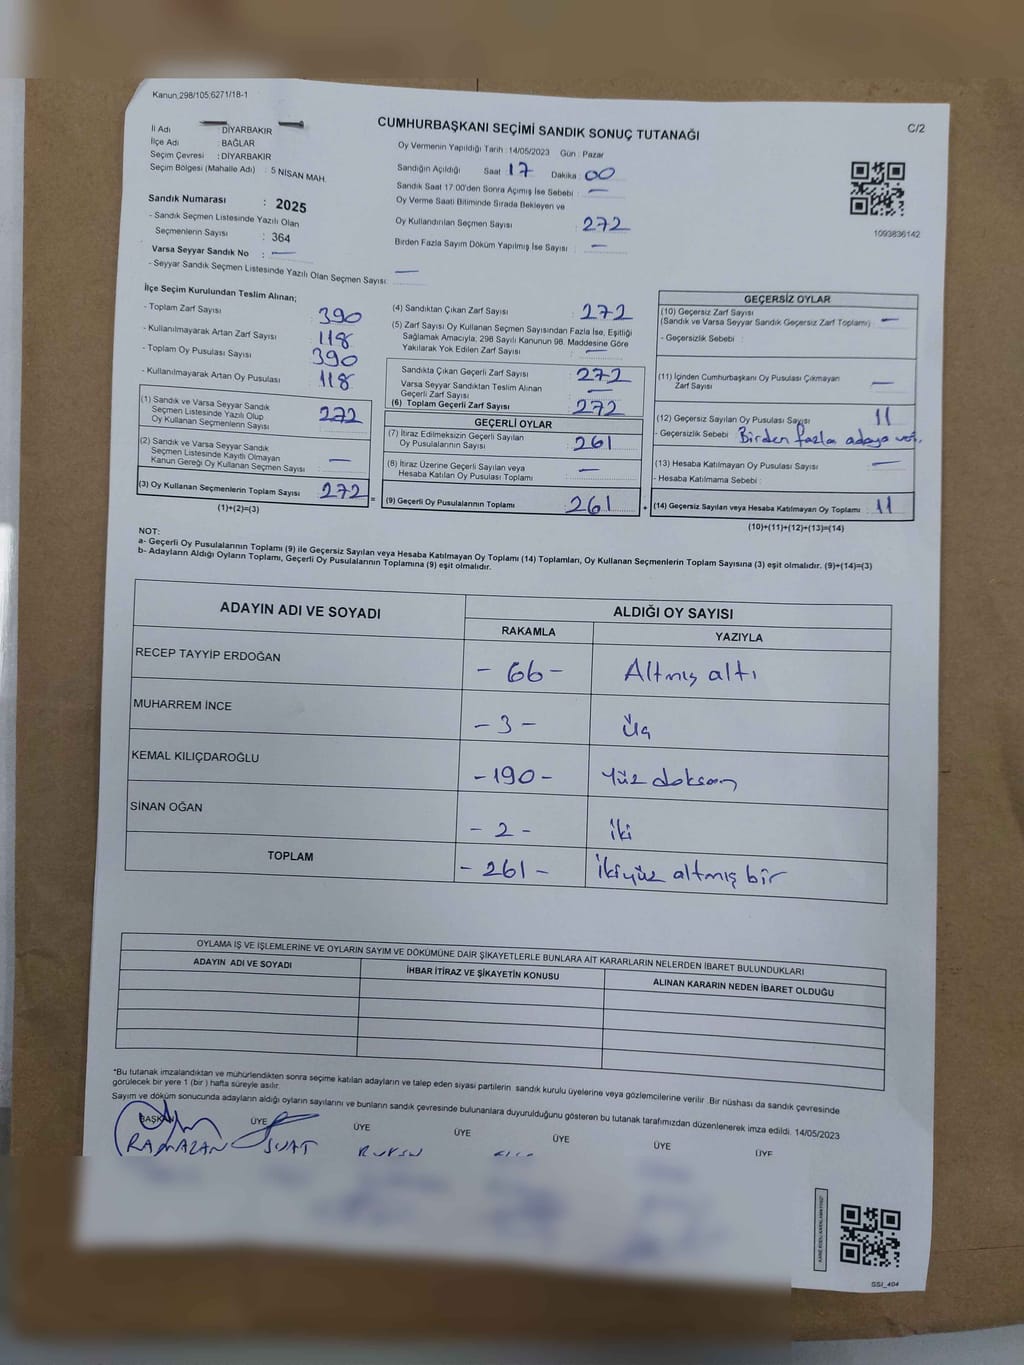 Kanun,298/105,6271/18-1
C/2
CUMHURBAŞKANI SEÇİMİ SANDIK SONUÇ TUTANAĞI
İl Adı : DİYARBAKIR
İlçe Adı : BAĞLAR
Seçim Çevresi : DİYARBAKIR
Seçim Bölgesi (Mahalle Adı) : 5 NİSAN MAH.
Sandık Numarası : 2025
- Sandık Seçmen Listesinde Yazılı Olan
Seçmenlerin Sayısı : 364
Varsa Seyyar Sandık No : —
- Seyyar Sandık Seçmen Listesinde Yazılı Olan Seçmen Sayısı: —
Oy Vermenin Yapıldığı Tarih : 14/05/2023 Gün : Pazar
Sandığın Açıldığı Saat 17 Dakika 00
Sandık Saat 17:00'den Sonra Açımış İse Sebebi : —
Oy Verme Saati Bitiminde Sırada Bekleyen ve
Oy Kullandırılan Seçmen Sayısı : 272
Birden Fazla Sayım Döküm Yapılmış İse Sayısı : —
1093836142
İlçe Seçim Kurulundan Teslim Alınan;
- Toplam Zarf Sayısı : 390
- Kullanılmayarak Artan Zarf Sayısı : 118
- Toplam Oy Pusulası Sayısı : 390
- Kullanılmayarak Artan Oy Pusulası : 118
(1) Sandık ve Varsa Seyyar Sandık
Seçmen Listesinde Yazılı Olup
Oy Kullanan Seçmenlerin Sayısı : 272
(2) Sandık ve Varsa Seyyar Sandık
Seçmen Listesinde Kayıtlı Olmayan
Kanun Gereği Oy Kullanan Seçmen Sayısı : —
(3) Oy Kullanan Seçmenlerin Toplam Sayısı : 272
(1)+(2)=(3)
(4) Sandıktan Çıkan Zarf Sayısı : 272
(5) Zarf Sayısı Oy Kullanan Seçmen Sayısından Fazla İse, Eşitliği
Sağlamak Amacıyla; 298 Sayılı Kanunun 98. Maddesine Göre
Yakılarak Yok Edilen Zarf Sayısı : —
Sandıkta Çıkan Geçerli Zarf Sayısı : 272
Varsa Seyyar Sandıktan Teslim Alınan
Geçerli Zarf Sayısı : —
(6) Toplam Geçerli Zarf Sayısı : 272
GEÇERLİ OYLAR
(7) İtiraz Edilmeksizin Geçerli Sayılan
Oy Pusulası Sayısı : 261
(8) İtiraz Üzerine Geçerli Sayılan veya
Hesaba Katılan Oy Pusulası Toplamı : —
= (9) Geçerli Oy Pusulalarının Toplamı : 261
GEÇERSİZ OYLAR
(10) Geçersiz Zarf Sayısı
(Sandık ve Varsa Seyyar Sandık Geçersiz Zarf Toplamı) : —
- Geçersizlik Sebebi :
(11) İçinden Cumhurbaşkanı Oy Pusulası Çıkmayan
Zarf Sayısı : —
(12) Geçersiz Sayılan Oy Pusulası Sayısı : 11
- Geçersizlik Sebebi : Birden fazla adaya
(13) Hesaba Katılmayan Oy Pusulası Sayısı : —
- Hesaba Katılmama Sebebi :
+ (14) Geçersiz Sayılan veya Hesaba Katılmayan Oy Toplamı : 11
(10)+(11)+(12)+(13)=(14)
NOT:
a- Geçerli Oy Pusulalarının Toplamı (9) ile Geçersiz Sayılan veya Hesaba Katılmayan Oy Toplamı (14) Toplamları, Oy Kullanan Seçmenlerin Toplam Sayısına (3) eşit olmalıdır. (9)+(14)=(3)
b- Adayların Aldığı Oyların Toplamı, Geçerli Oy Pusulalarının Toplamına (9) eşit olmalıdır.
ADAYIN ADI VE SOYADI ALDIĞI OY SAYISI
RAKAMLA YAZIYLA
RECEP TAYYİP ERDOĞAN - 66 - Altmış altı
MUHARREM İNCE - 3 - Üç
KEMAL KILIÇDAROĞLU - 190 - Yüz doksan
SİNAN OĞAN - 2 - İki
TOPLAM - 261 - İkiyüz altmış bir
OYLAMA İŞ VE İŞLEMLERİNE VE OYLARIN SAYIM VE DÖKÜMÜNE DAİR ŞİKAYETLERLE BUNLARA AİT KARARLARIN NELERDEN İBARET BULUNDUKLARI
ADAYIN ADI VE SOYADI İHBAR İTİRAZ VE ŞİKAYETİN KONUSU ALINAN KARARIN NEDEN İBARET OLDUĞU
*Bu tutanak imzalandıktan ve mühürlendikten sonra seçime katılan adayların ve talep eden siyasi partilerin sandık kurulu üyelerine veya gözlemcilerine verilir .Bir nüshası da sandık çevresinde
görülecek bir yere 1 (bir ) hafta süreyle asılır.
Sayım ve döküm sonucunda adayların aldığı oyların sayılarını ve bunların sandık çevresinde bulunanlara duyurulduğunu gösteren bu tutanak tarafımızdan düzenlenerek imza edildi. 14/05/2023
BAŞKAN ÜYE ÜYE ÜYE ÜYE ÜYE ÜYE
RAMAZAN SUAT
SSI_404